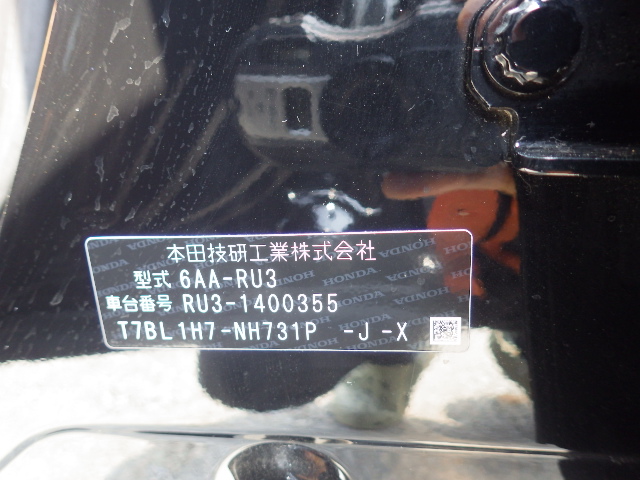 本田技研工業株式会社
型式 6AA-RU3
車台番号 RU3-1400355
T7BL1H7-NH731P -J -X